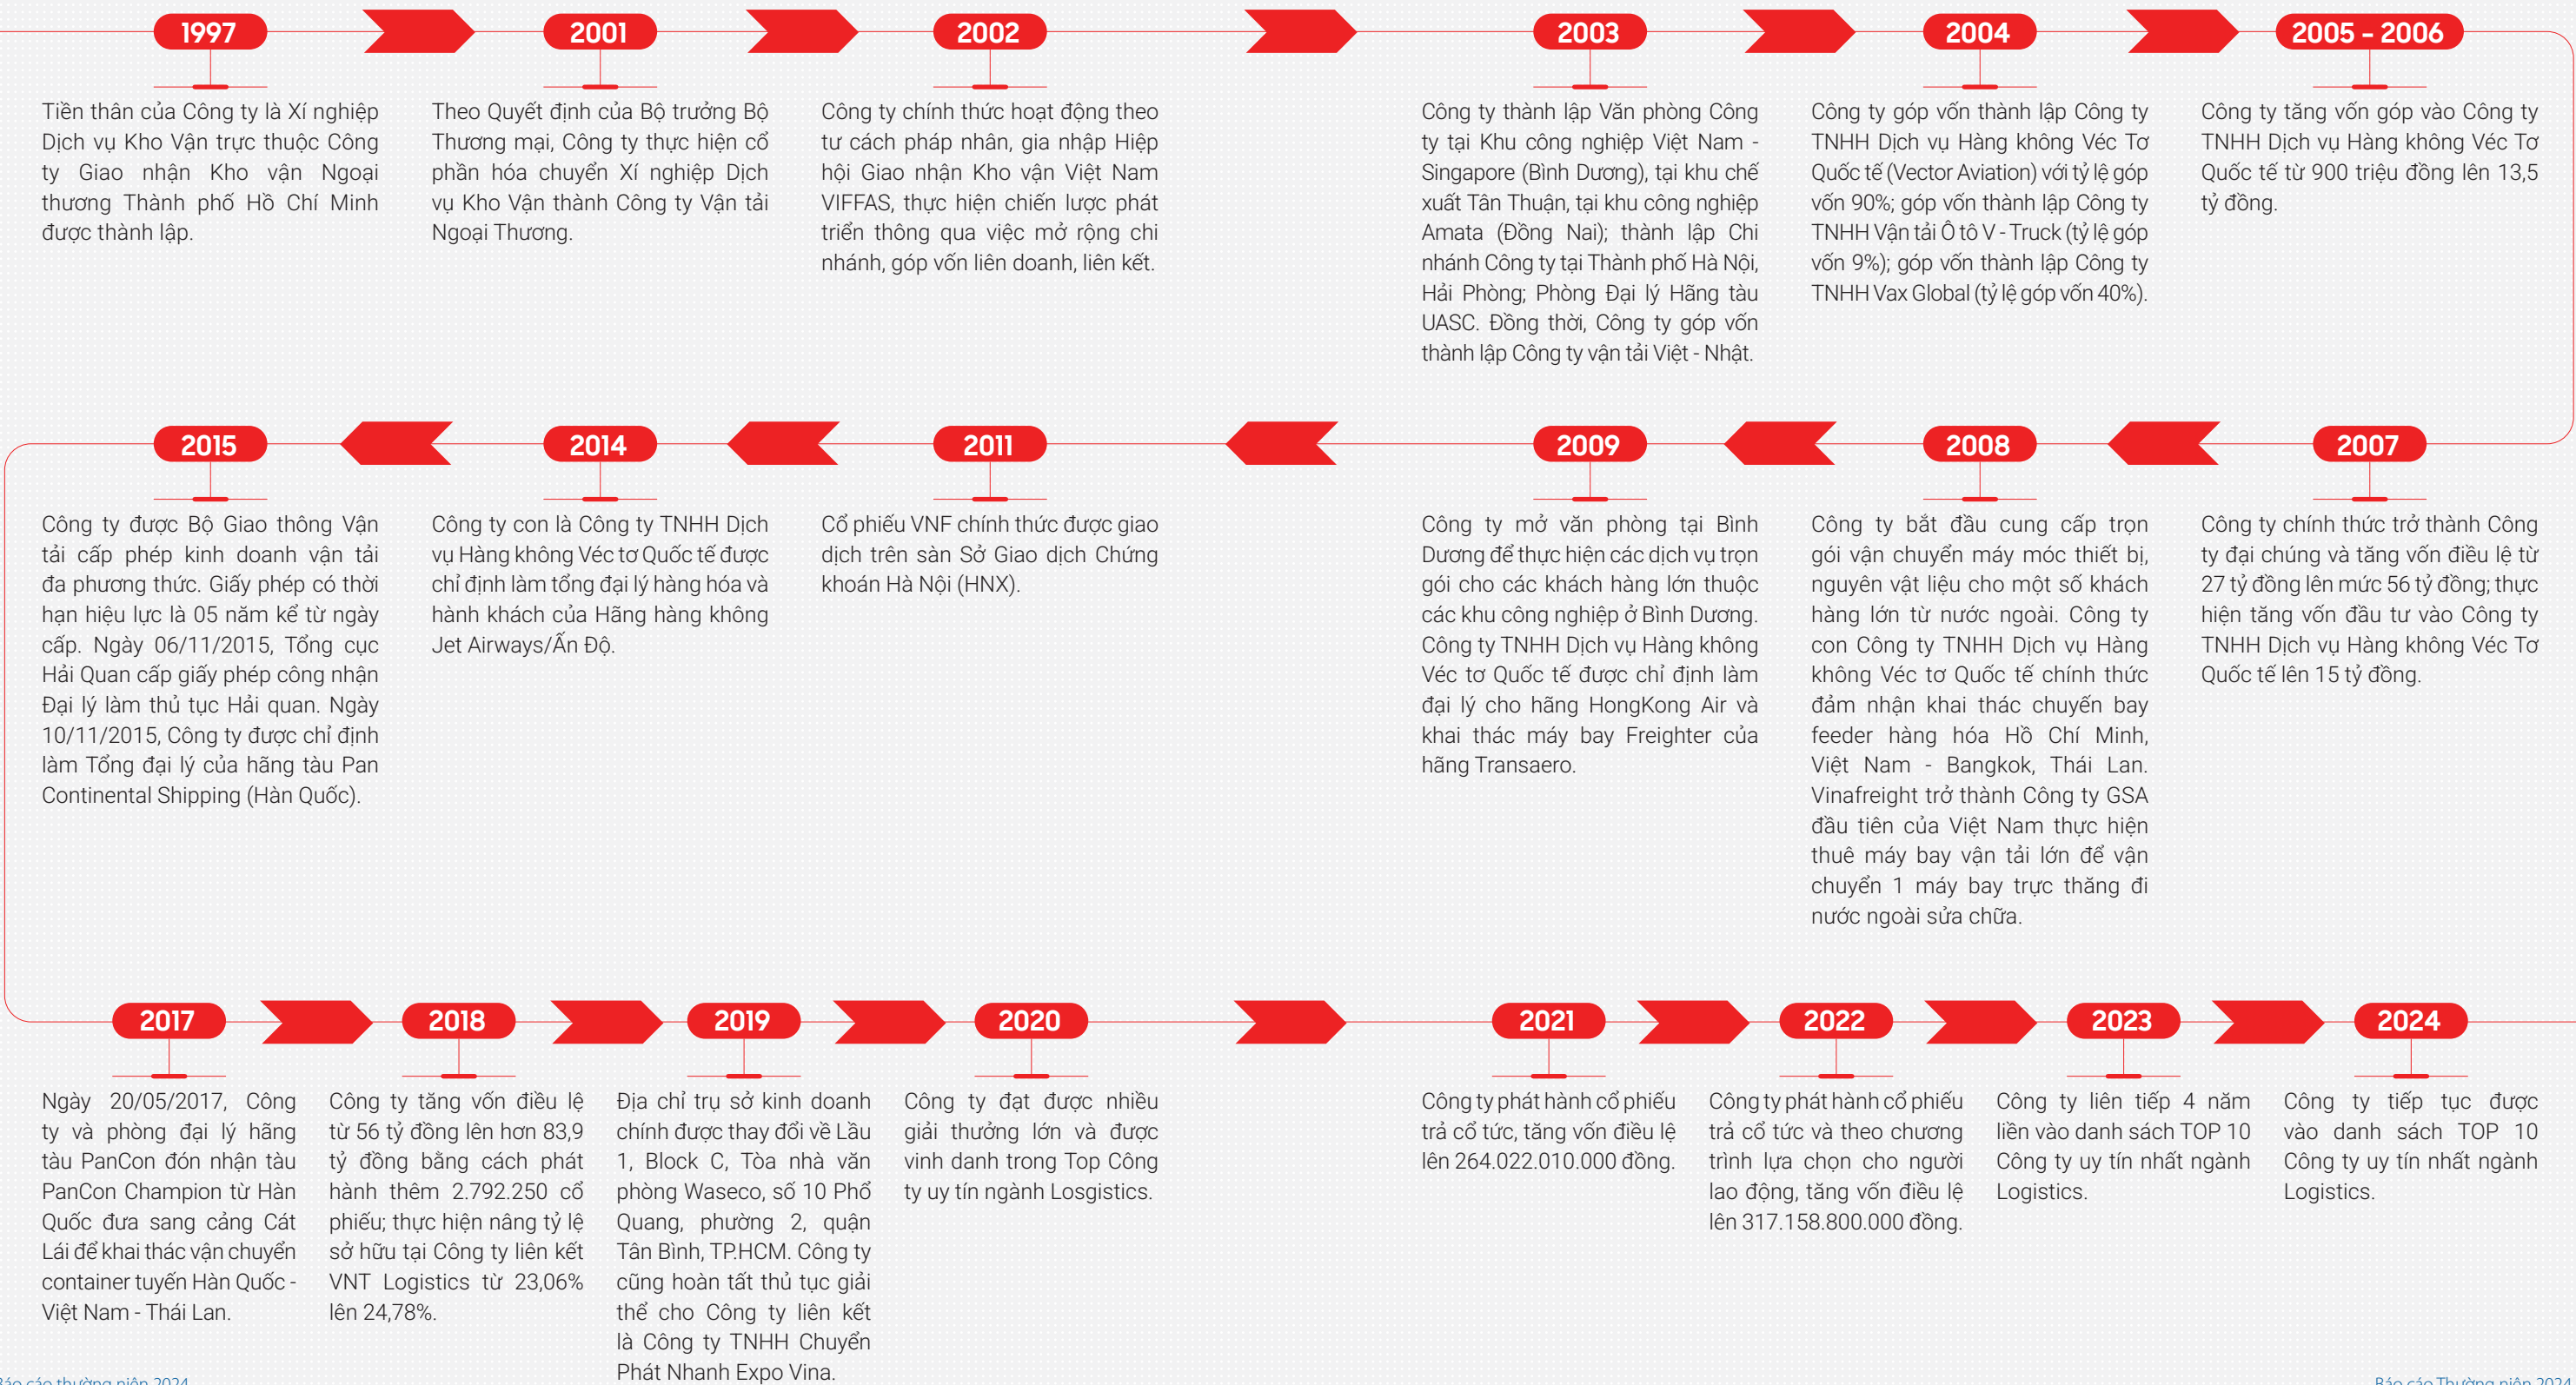 1997
Tiền thân của Công ty là Xí nghiệp
Dịch vụ Kho Vận trực thuộc Công
ty Giao nhận Kho vận Ngoại
thương Thành phố Hồ Chí Minh
được thành lập.
2001
Theo Quyết định của Bộ trưởng Bộ
Thương mại, Công ty thực hiện cổ
phần hóa chuyển Xí nghiệp Dịch
vụ Kho Vận thành Công ty Vận tải
Ngoại Thương.
2002
Công ty chính thức hoạt động theo
tư cách pháp nhân, gia nhập Hiệp
hội Giao nhận Kho vận Việt Nam
VIFFAS, thực hiện chiến lược phát
triển thông qua việc mở rộng chi
nhánh, góp vốn liên doanh, liên kết.
2003
Công ty thành lập Văn phòng Công
ty tại Khu công nghiệp Việt Nam -
Singapore (Bình Dương), tại khu chế
xuất Tân Thuận, tại khu công nghiệp
Amata (Đồng Nai); thành lập Chi
nhánh Công ty tại Thành phố Hà Nội,
Hải Phòng; Phòng Đại lý Hãng tàu
UASC. Đồng thời, Công ty góp vốn
thành lập Công ty vận tải Việt - Nhật.
2004
Công ty góp vốn thành lập Công ty
TNHH Dịch vụ Hàng không Véc Tơ
Quốc tế (Vector Aviation) với tỷ lệ góp
vốn 90%; góp vốn thành lập Công ty
TNHH Vận tải Ô tô V - Truck (tỷ lệ góp
vốn 9%); góp vốn thành lập Công ty
TNHH Vax Global (tỷ lệ góp vốn 40%).
2005 - 2006
Công ty tăng vốn góp vào Công ty
TNHH Dịch vụ Hàng không Véc Tơ
Quốc tế từ 900 triệu đồng lên 13,5
tỷ đồng.
2015
Công ty được Bộ Giao thông Vận
tải cấp phép kinh doanh vận tải
đa phương thức. Giấy phép có thời
hạn hiệu lực là 05 năm kể từ ngày
cấp. Ngày 06/11/2015, Tổng cục
Hải Quan cấp giấy phép công nhận
Đại lý làm thủ tục Hải quan. Ngày
10/11/2015, Công ty được chỉ định
làm Tổng đại lý của hãng tàu Pan
Continental Shipping (Hàn Quốc).
2014
Công ty con là Công ty TNHH Dịch
vụ Hàng không Véc tơ Quốc tế được
chỉ định làm tổng đại lý hàng hóa và
hành khách của Hãng hàng không
Jet Airways/Ấn Độ.
2011
Cổ phiếu VNF chính thức được giao
dịch trên sàn Sở Giao dịch Chứng
khoán Hà Nội (HNX).
2009
Công ty mở văn phòng tại Bình
Dương để thực hiện các dịch vụ trọn
gói cho các khách hàng lớn thuộc
các khu công nghiệp ở Bình Dương.
Công ty TNHH Dịch vụ Hàng không
Véc tơ Quốc tế được chỉ định làm
đại lý cho hãng HongKong Air và
khai thác máy bay Freighter của
hãng Transaero.
2008
Công ty bắt đầu cung cấp trọn
gói vận chuyển máy móc thiết bị,
nguyên vật liệu cho một số khách
hàng lớn từ nước ngoài. Công ty
con Công ty TNHH Dịch vụ Hàng
không Véc tơ Quốc tế chính thức
đảm nhận khai thác chuyến bay
feeder hàng hóa Hồ Chí Minh,
Việt Nam - Bangkok, Thái Lan.
Vinafreight trở thành Công ty GSA
đầu tiên của Việt Nam thực hiện
thuê máy bay vận tải lớn để vận
chuyển 1 máy bay trực thăng đi
nước ngoài sửa chữa.
2007
Công ty chính thức trở thành Công
ty đại chúng và tăng vốn điều lệ từ
27 tỷ đồng lên mức 56 tỷ đồng; thực
hiện tăng vốn đầu tư vào Công ty
TNHH Dịch vụ Hàng không Véc Tơ
Quốc tế lên 15 tỷ đồng.
2017
Ngày 20/05/2017, Công
ty và phòng đại lý hãng
tàu PanCon đón nhận tàu
PanCon Champion từ Hàn
Quốc đưa sang cảng Cát
Lái để khai thác vận chuyển
container tuyến Hàn Quốc -
Việt Nam - Thái Lan.
2018
Công ty tăng vốn điều lệ
từ 56 tỷ đồng lên hơn 83,9
tỷ đồng bằng cách phát
hành thêm 2.792.250 cổ
phiếu; thực hiện nâng tỷ lệ
sở hữu tại Công ty liên kết
VNT Logistics từ 23,06%
lên 24,78%.
2019
Địa chỉ trụ sở kinh doanh
chính được thay đổi về Lầu
1, Block C, Tòa nhà văn
phòng Waseco, số 10 Phổ
Quang, phường 2, quận
Tân Bình, TP.HCM. Công ty
cũng hoàn tất thủ tục giải
thể cho Công ty liên kết
là Công ty TNHH Chuyển
Phát Nhanh Expo Vina.
2020
Công ty đạt được nhiều
giải thưởng lớn và được
vinh danh trong Top Công
ty uy tín ngành Losgistics.
2021
Công ty phát hành cổ phiếu
trả cổ tức, tăng vốn điều lệ
lên 264.022.010.000 đồng.
2022
Công ty phát hành cổ phiếu
trả cổ tức và theo chương
trình lựa chọn cho người
lao động, tăng vốn điều lệ
lên 317.158.800.000 đồng.
2023
Công ty liên tiếp 4 năm
liền vào danh sách TOP 10
Công ty uy tín nhất ngành
Logistics.
2024
Công ty tiếp tục được
vào danh sách TOP 10
Công ty uy tín nhất ngành
Logistics.
Báo cáo thường niên 2024
Báo cáo Thường niên 2024